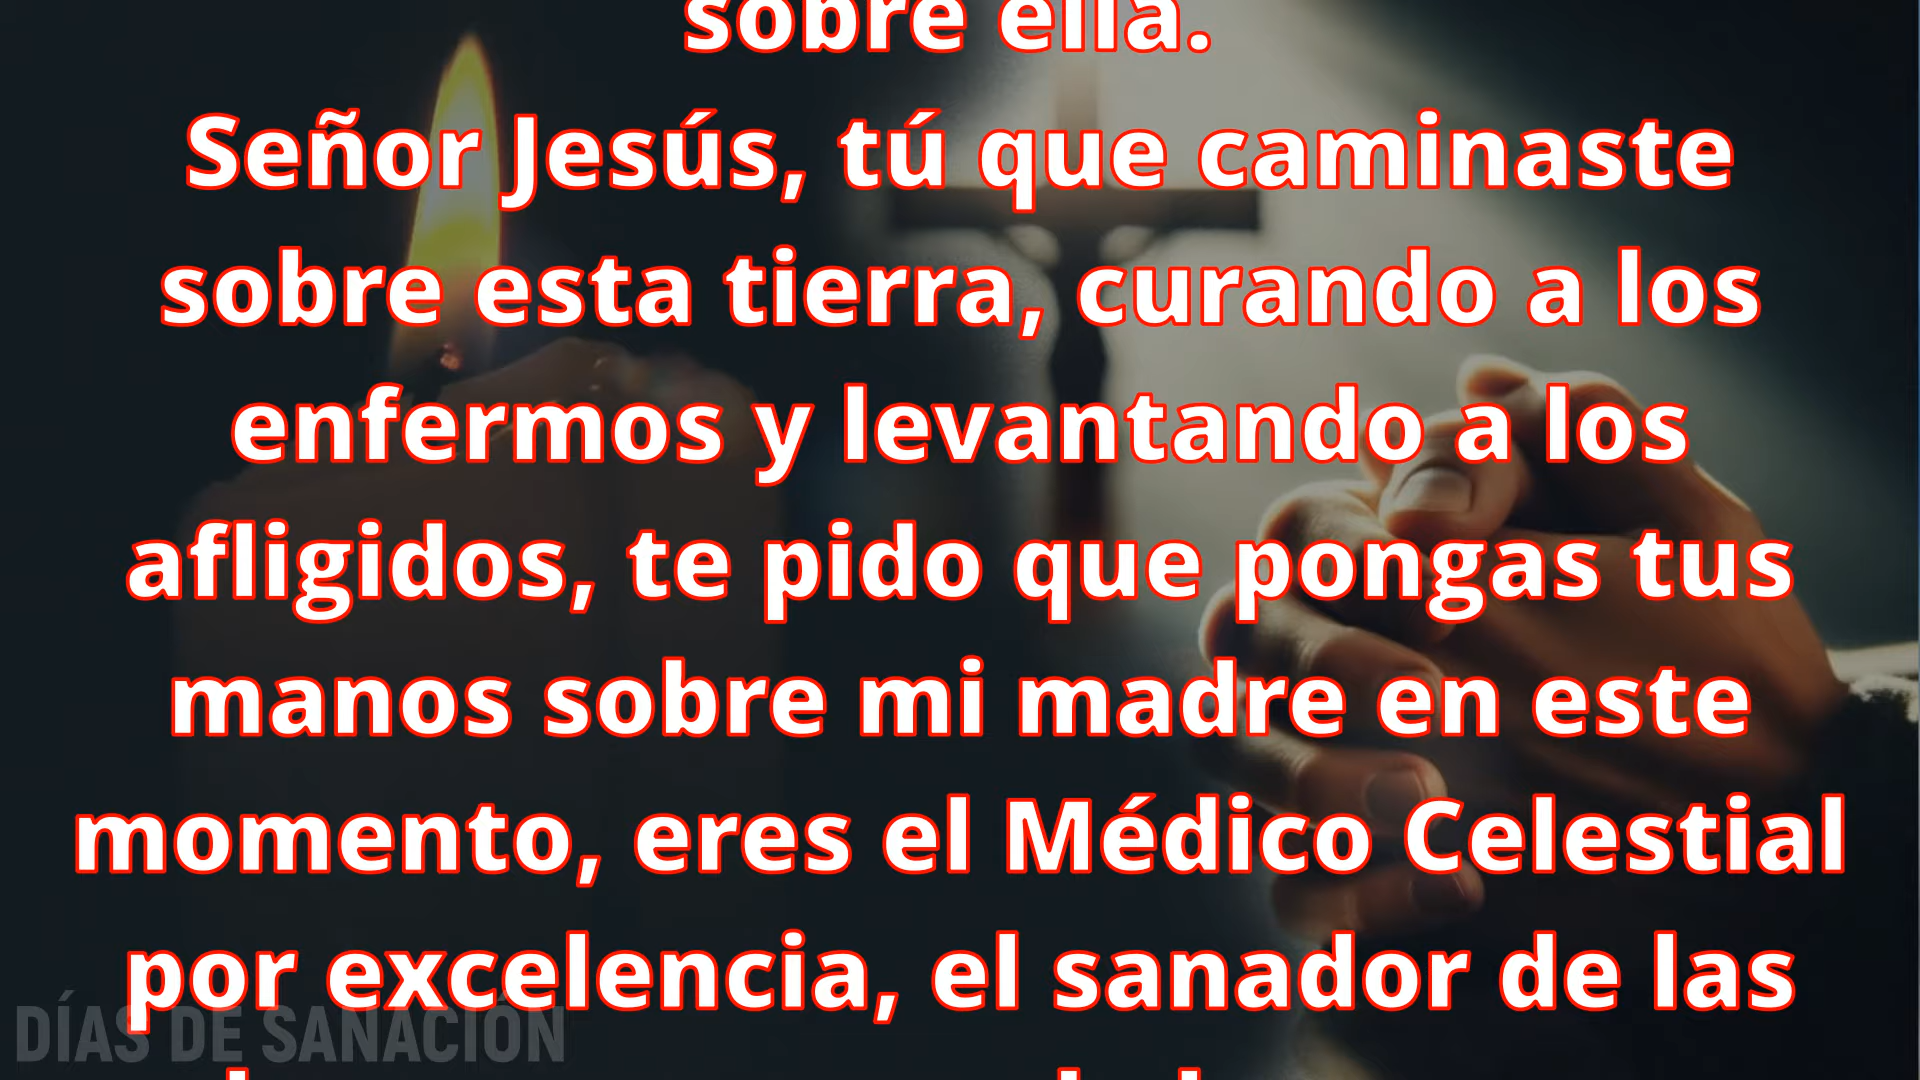 sobre ella.
Señor Jesús, tú que caminaste
sobre esta tierra, curando a los
enfermos y levantando a los
afligidos, te pido que pongas tus
manos sobre mi madre en este
momento, eres el Médico Celestial
por excelencia, el sanador de las
DÍAS DE SANACIÓN